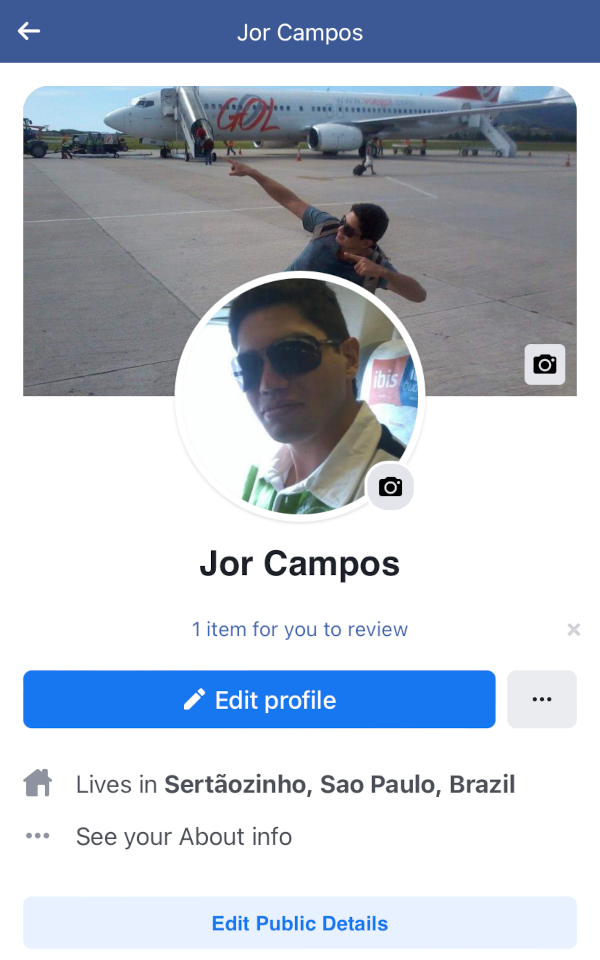 Jor Campos
GOL
ibis
Jor Campos
1 item for you to review
Edit profile
Lives in Sertãozinho, Sao Paulo, Brazil
See your About info
Edit Public Details